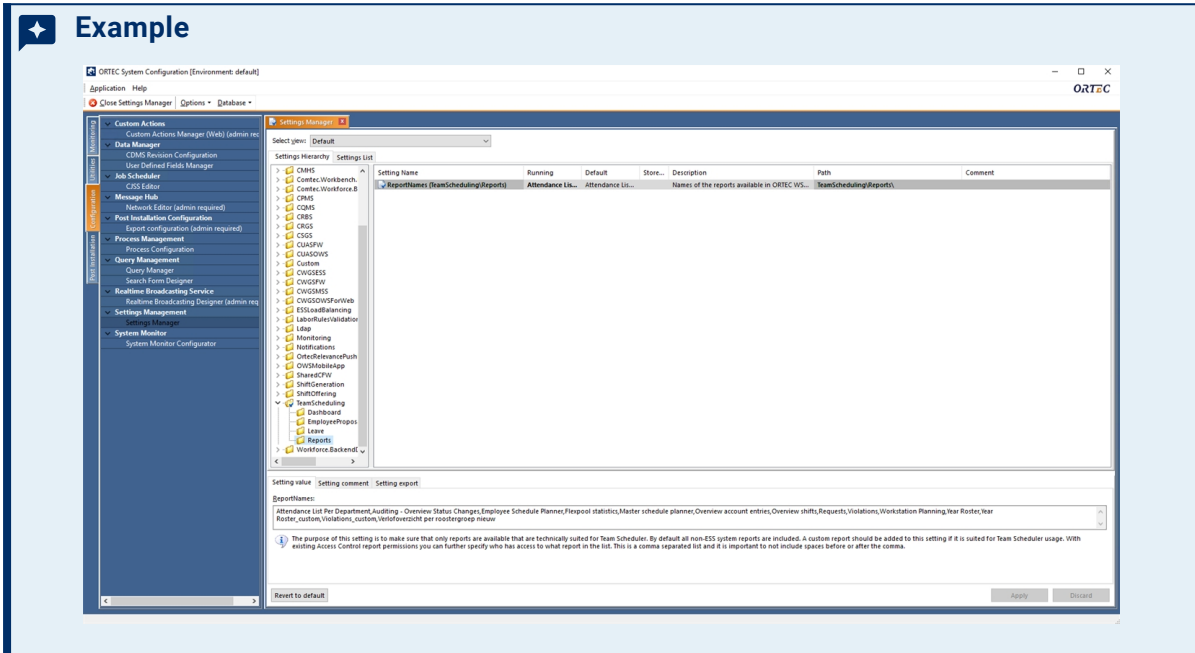 Example
ORTEC System Configuration [Environment: default]
Application Help
ORTEC
Close Settings Manager Options Database
Monitoring
Utilities
Configuration
Post Installation
Custom Actions
Custom Actions Manager (Web) (admin rec
Data Manager
CDMS Revision Configuration
User Defined Fields Manager
Job Scheduler
CJSS Editor
Message Hub
Network Editor (admin required)
Post Installation Configuration
Export configuration (admin required)
Process Management
Process Configuration
Query Management
Query Manager
Search Form Designer
Realtime Broadcasting Service
Realtime Broadcasting Designer (admin req
Settings Management
Settings Manager
System Monitor
System Monitor Configurator
Settings Manager
Select view: Default
Settings Hierarchy Settings List
CMHS
Comtec.Workbench.
Comtec.Workforce.B
CPMS
CQMS
CRBS
CRGS
CSGS
CUASFW
CUASOWS
Custom
CWGSESS
CWGSFW
CWGSMSS
CWGSOWSForWeb
ESSLoadBalancing
LaborRulesValidation
Ldap
Monitoring
Notifications
OrtecRelevancePush
OWSMobileApp
SharedCFW
ShiftGeneration
ShiftOffering
TeamScheduling
Dashboard
EmployeePropos
Leave
Reports
Workforce.BackendI
Setting Name Running Default Store... Description Path Comment
ReportNames (TeamScheduling\Reports) Attendance Lis... Attendance Lis... Names of the reports available in ORTEC WS... TeamScheduling\Reports\
Setting value Setting comment Setting export
ReportNames:
Attendance List Per Department,Auditing - Overview Status Changes,Employee Schedule Planner,Flexpool statistics,Master schedule planner,Overview account entries,Overview shifts,Requests,Violations,Workstation Planning,Year Roster,Year
Roster_custom,Violations_custom,Verlofoverzicht per roostergroep nieuw
The purpose of this setting is to make sure that only reports are available that are technically suited for Team Scheduler. By default all non-ESS system reports are included. A custom report should be added to this setting if it is suited for Team Scheduler usage. With
existing Access Control report permissions you can further specify who has access to what report in the list. This is a comma separated list and it is important to not include spaces before or after the comma.
Revert to default
Apply Discard